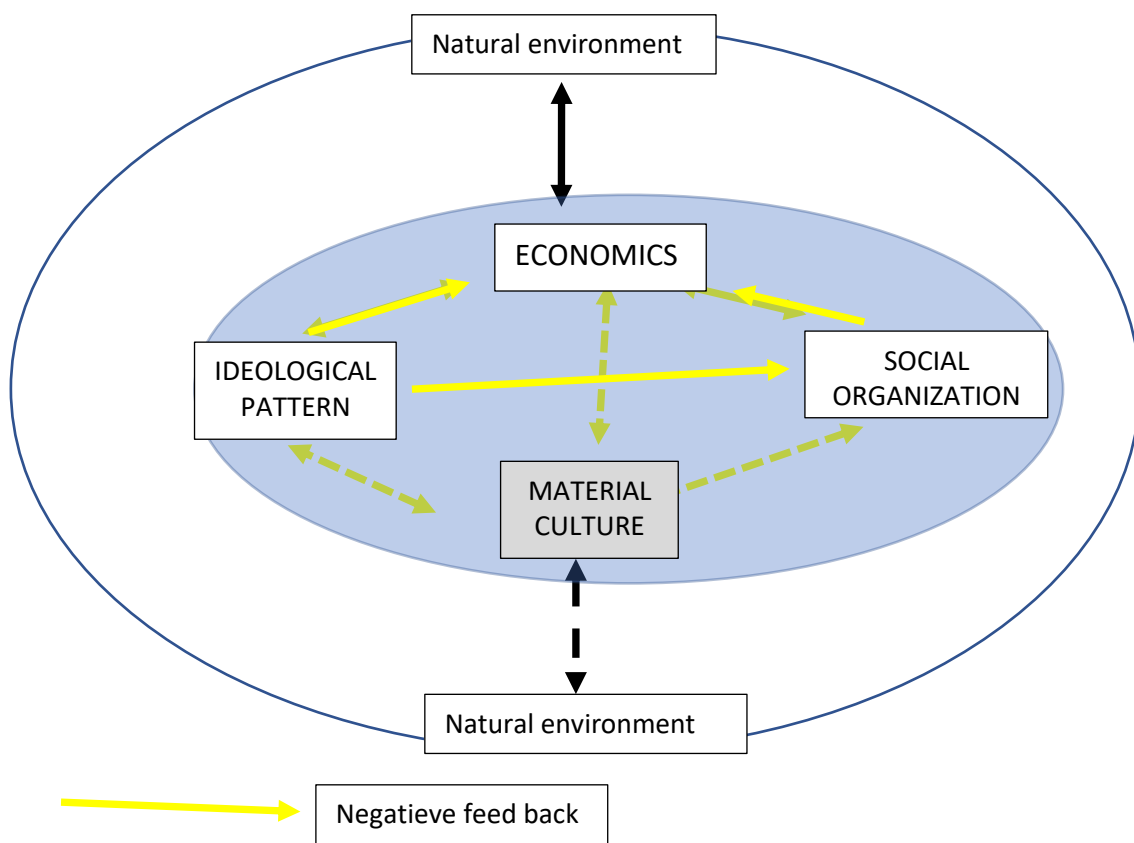 Natural environment
ECONOMICS
IDEOLOGICAL
PATTERN
SOCIAL
ORGANIZATION
MATERIAL
CULTURE
Natural environment
Negatieve feed back